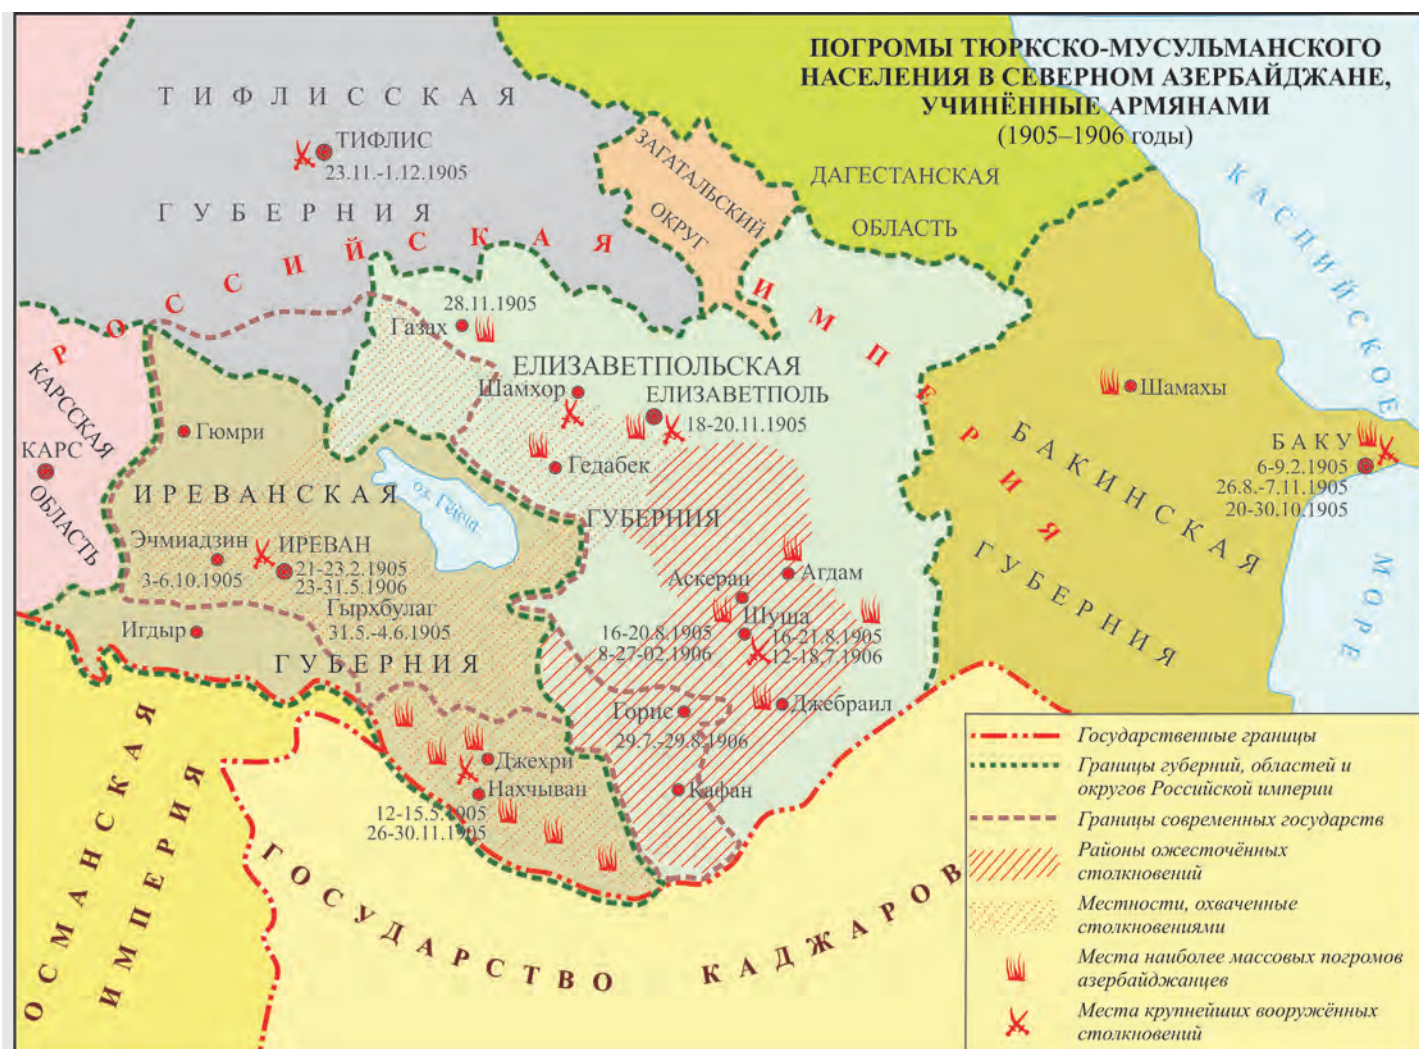 ПОГРОМЫ ТЮРКСКО-МУСУЛЬМАНСКОГО
НАСЕЛЕНИЯ В СЕВЕРНОМ АЗЕРБАЙДЖАНЕ,
УЧИНЁННЫЕ АРМЯНАМИ
(1905–1906 годы)
ТИФЛИССКАЯ
ГУБЕРНИЯ
ТИФЛИС
23.11.-1.12.1905
ЗАГАТАЛЬСКИЙ
ОКРУГ
ДАГЕСТАНСКАЯ
ОБЛАСТЬ
КАСПИЙСКОЕ
МОРЕ
РОССИЙСКАЯ
ИМПЕРИЯ
28.11.1905
Газах
ЕЛИЗАВЕТПОЛЬСКАЯ
ГУБЕРНИЯ
Шамхор
ЕЛИЗАВЕТПОЛЬ
18-20.11.1905
Гедабек
Шамахы
БАКУ
6-9.2.1905
26.8.-7.11.1905
20-30.10.1905
БАКИНСКАЯ
ГУБЕРНИЯ
КАРССКАЯ
ОБЛАСТЬ
КАРС
Гюмри
ИРЕВАНСКАЯ
ГУБЕРНИЯ
оз. Гёйча
Эчмиадзин
3-6.10.1905
ИРЕВАН
21-23.2.1905
23-31.5.1906
Гырхбулаг
31.5.-4.6.1905
Игдыр
Агдам
Аскеран
Шуша
16-20.8.1905
8-27-02.1906
16-21.8.1905
12-18.7.1906
Джебраил
Горис
29.7.-29.8.1906
Кафан
Джехри
Нахчыван
12-15.5.1905
26-30.11.1905
ОСМАНСКАЯ
ИМПЕРИЯ
ГОСУДАРСТВО КАДЖАРОВ
Государственные границы
Границы губерний, областей и
округов Российской империи
Границы современных государств
Районы ожесточённых
столкновений
Местности, охваченные
столкновениями
Места наиболее массовых погромов
азербайджанцев
Места крупнейших вооружённых
столкновений